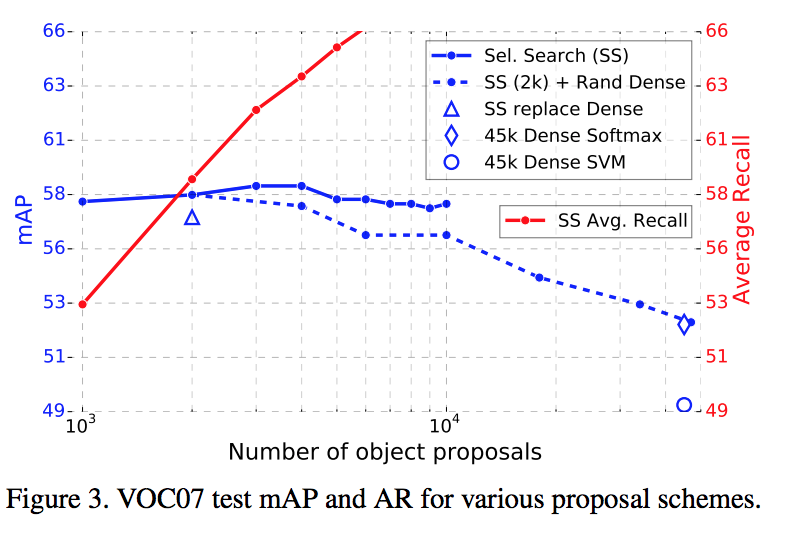 66
63
61
58
56
53
51
49
mAP
66
63
61
58
56
53
51
49
Average Recall
Sel. Search (SS)
SS (2k) + Rand Dense
SS replace Dense
45k Dense Softmax
45k Dense SVM
SS Avg. Recall
10³
10⁴
Number of object proposals
Figure 3. VOC07 test mAP and AR for various proposal schemes.